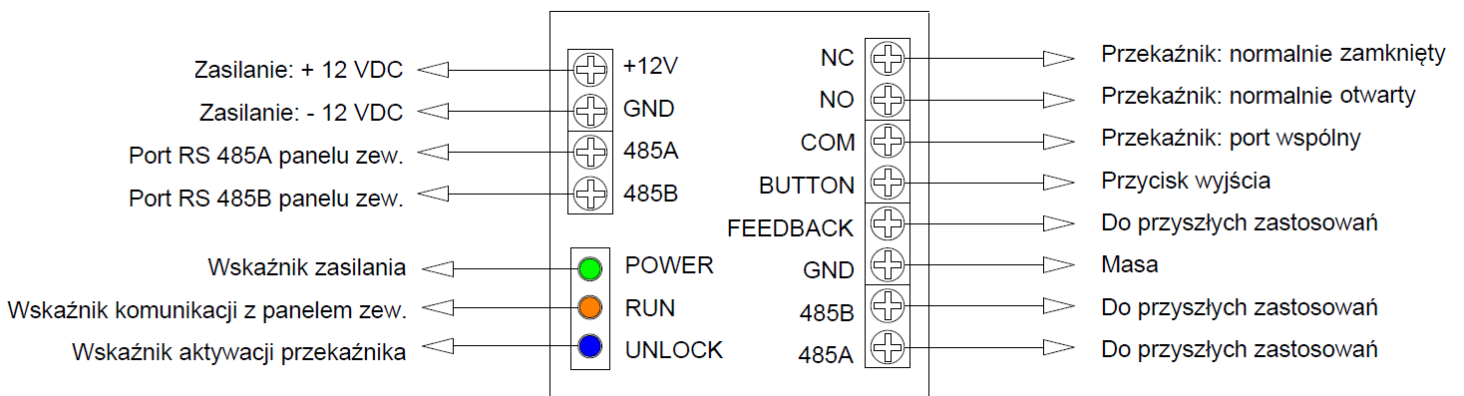 Zasilanie: + 12 VDC
Zasilanie: - 12 VDC
Port RS 485A panelu zew.
Port RS 485B panelu zew.
Wskaźnik zasilania
Wskaźnik komunikacji z panelem zew.
Wskaźnik aktywacji przekaźnika
+12V
GND
485A
485B
POWER
RUN
UNLOCK
NC
NO
COM
BUTTON
FEEDBACK
GND
485B
485A
Przekaźnik: normalnie zamknięty
Przekaźnik: normalnie otwarty
Przekaźnik: port wspólny
Przycisk wyjścia
Do przyszłych zastosowań
Masa
Do przyszłych zastosowań
Do przyszłych zastosowań